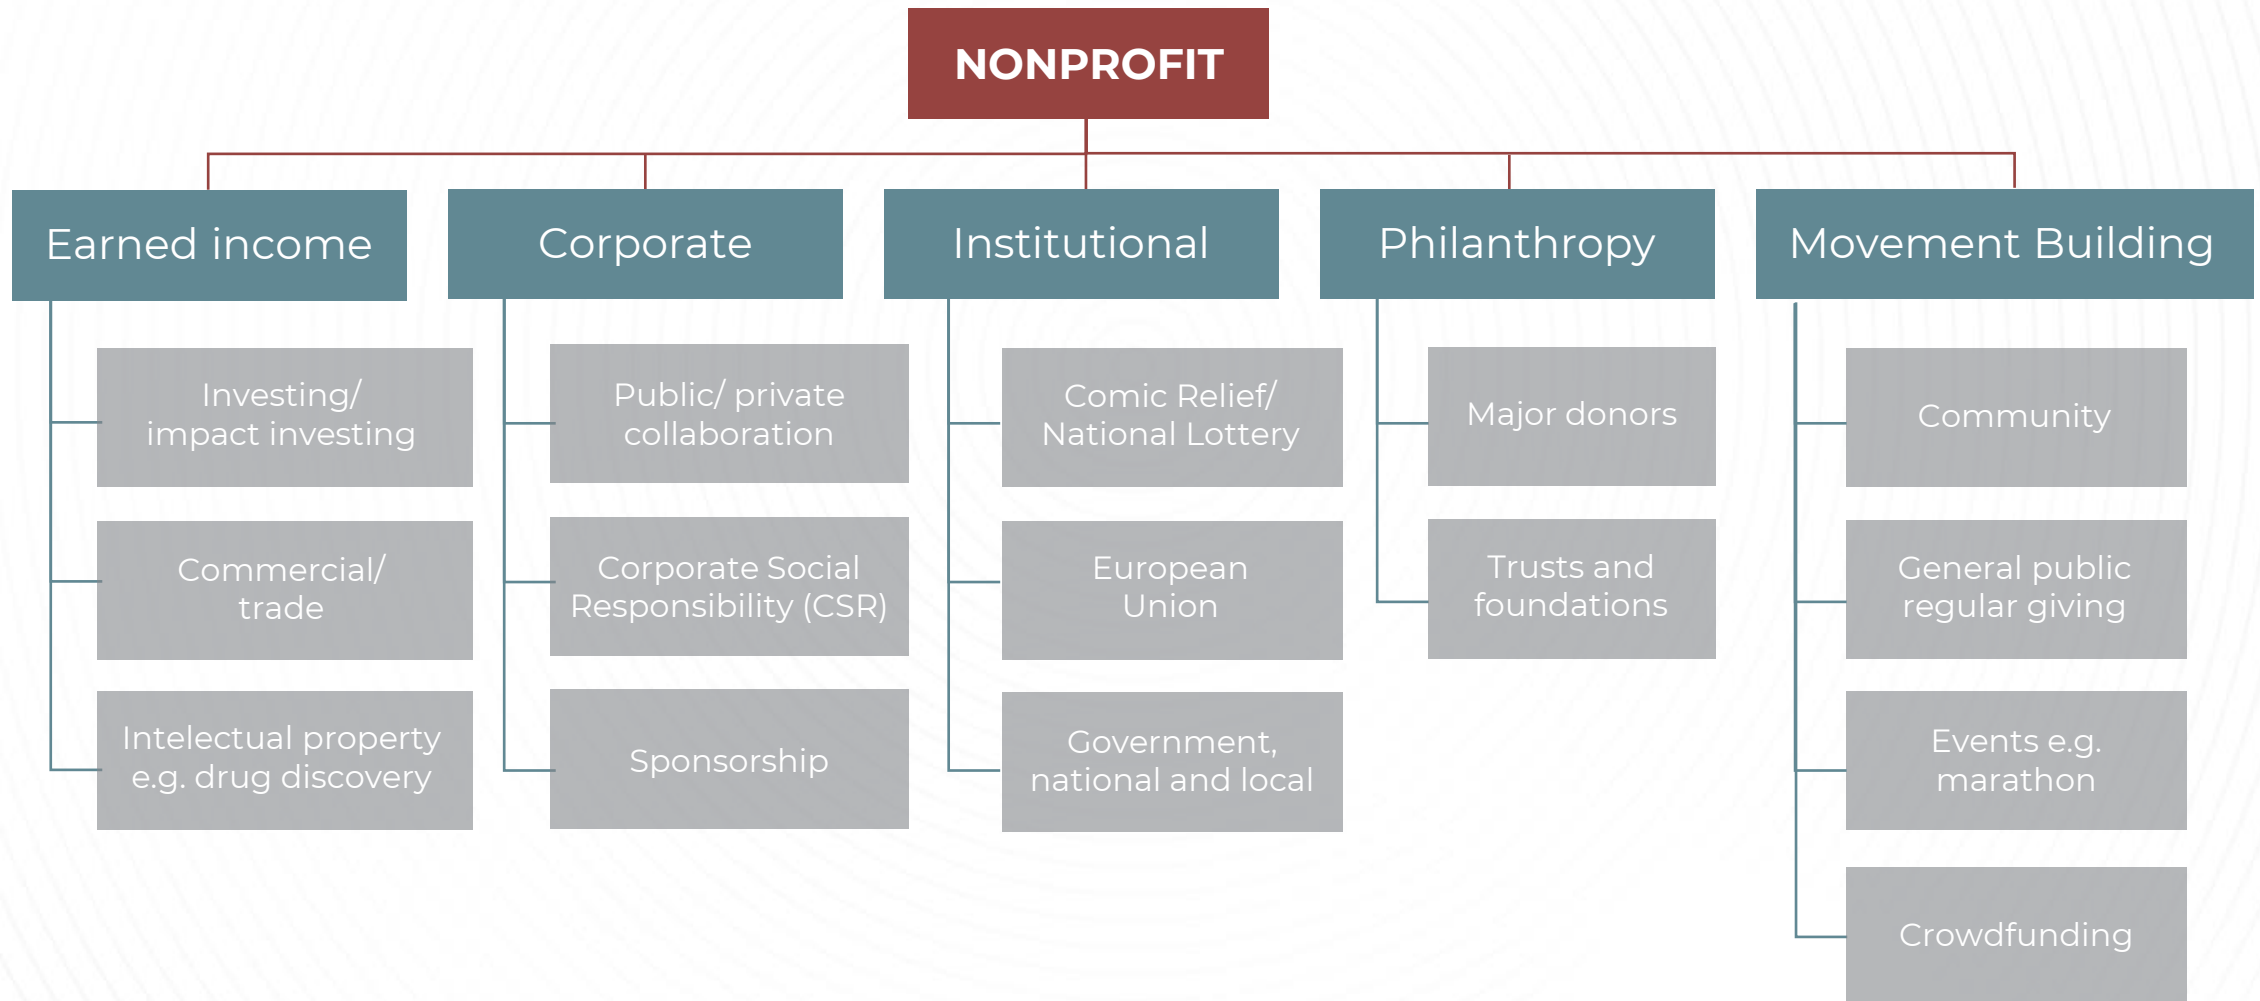 NONPROFIT
Earned income
Corporate
Institutional
Philanthropy
Movement Building
Investing/
impact investing
Commercial/
trade
Intelectual property
e.g. drug discovery
Public/ private
collaboration
Corporate Social
Responsibility (CSR)
Sponsorship
Comic Relief/
National Lottery
European
Union
Government,
national and local
Major donors
Trusts and
foundations
Community
General public
regular giving
Events e.g.
marathon
Crowdfunding